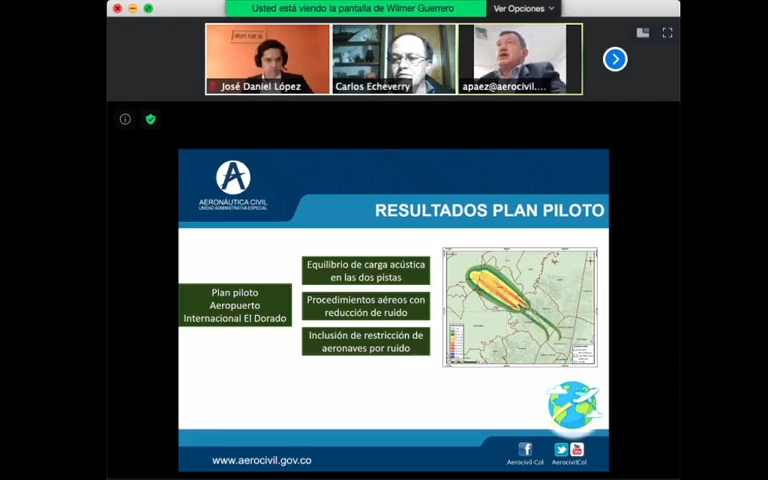 Usted está viendo la pantalla de Wilmer Guerrero
Ver Opciones
José Daniel López
Carlos Echeverry
apaez@aerocivil....
AERONÁUTICA CIVIL
UNIDAD ADMINISTRATIVA ESPECIAL
RESULTADOS PLAN PILOTO
Plan piloto
Aeropuerto
Internacional El Dorado
Equilibrio de carga acústica
en las dos pistas
Procedimientos aéreos con
reducción de ruido
Inclusión de restricción de
aeronaves por ruido
www.aerocivil.gov.co
Aerocivil Col
AerocivilCol